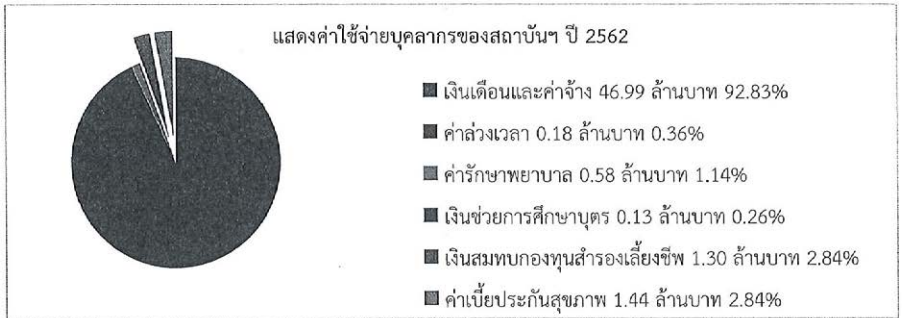 แสดงค่าใช้จ่ายบุคลากรของสถาบันฯ ปี 2562
เงินเดือนและค่าจ้าง 46.99 ล้านบาท 92.83%
ค่าล่วงเวลา 0.18 ล้านบาท 0.36%
ค่ารักษาพยาบาล 0.58 ล้านบาท 1.14%
เงินช่วยการศึกษาบุตร 0.13 ล้านบาท 0.26%
เงินสมทบกองทุนสำรองเลี้ยงชีพ 1.30 ล้านบาท 2.84%
ค่าเบี้ยประกันสุขภาพ 1.44 ล้านบาท 2.84%